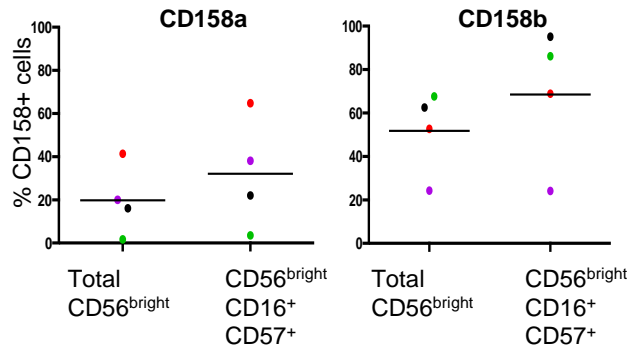 CD158a
CD158b
% CD158+ cells
100
80
60
40
20
0
100
80
60
40
20
0
Total
CD56bright
CD56bright
CD16+
CD57+
Total
CD56bright
CD56bright
CD16+
CD57+